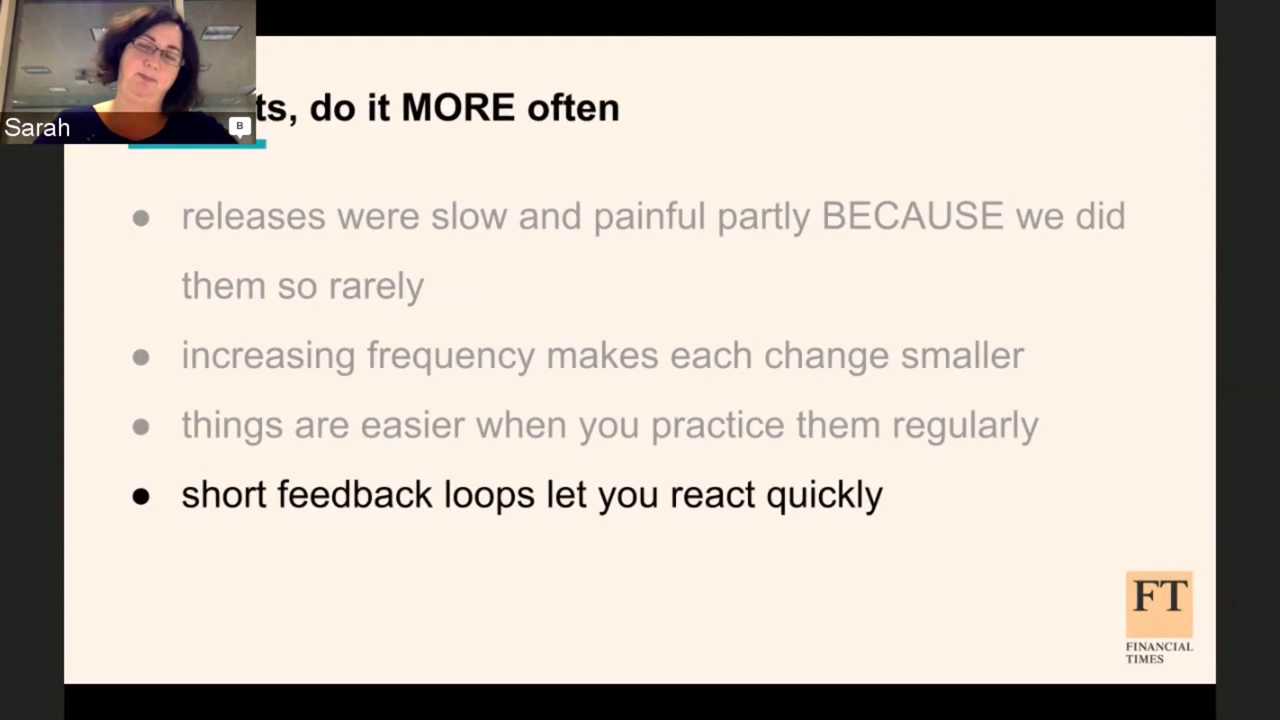 Sarah
B
ts, do it MORE often
● releases were slow and painful partly BECAUSE we did
them so rarely
● increasing frequency makes each change smaller
● things are easier when you practice them regularly
● short feedback loops let you react quickly
FT
FINANCIAL
TIMES